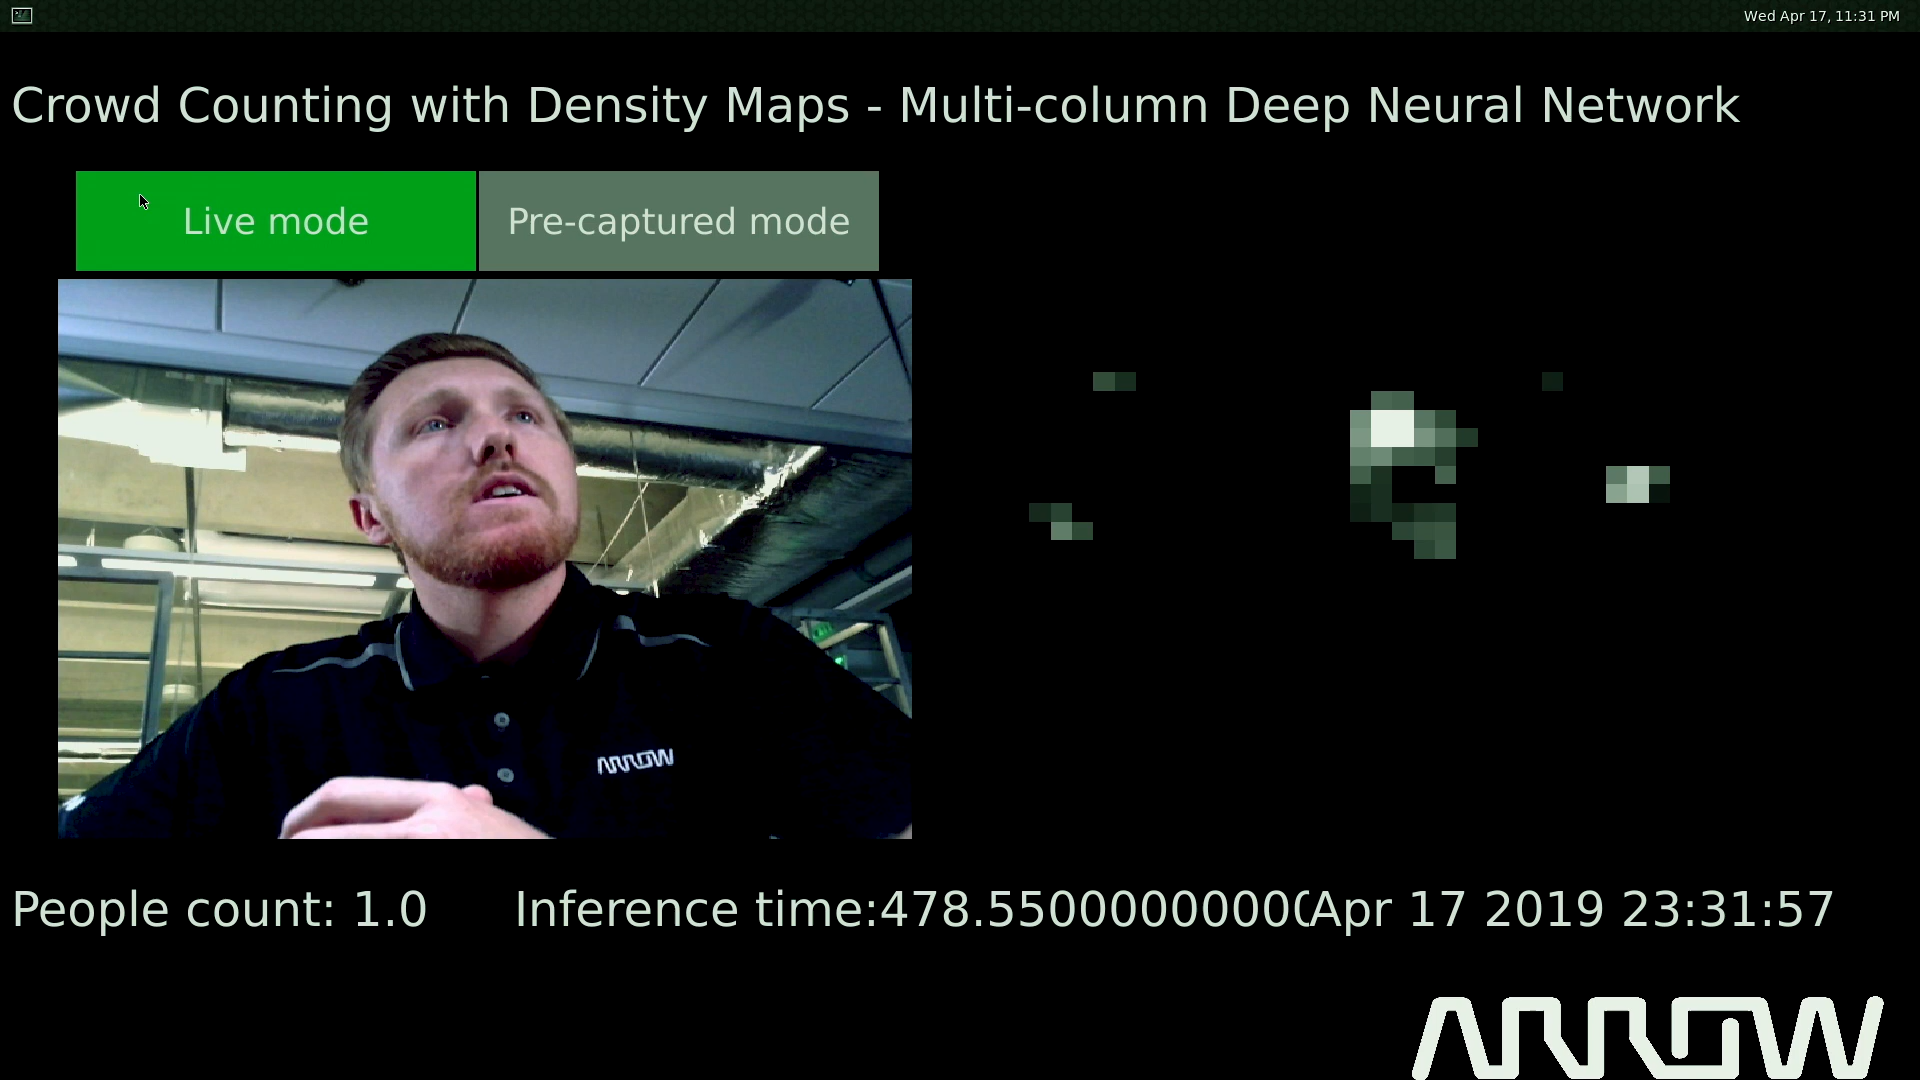 Wed Apr 17, 11:31 PM
Crowd Counting with Density Maps - Multi-column Deep Neural Network
Live mode
Pre-captured mode
ARROW
People count: 1.0
Inference time:478.5500000000000
Apr 17 2019 23:31:57
ARROW